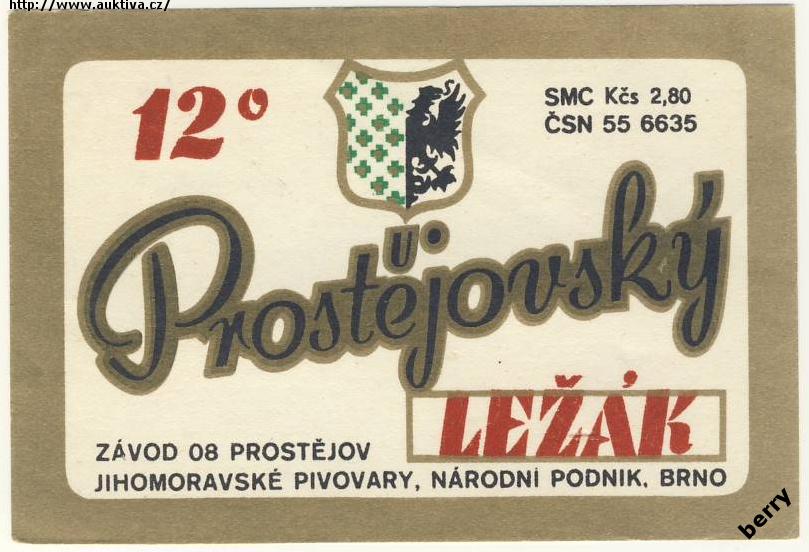 http://www.auktiva.cz/
12°
SMC Kčs 2,80
ČSN 55 6635
Prostějovský
LEŽÁK
ZÁVOD 08 PROSTĚJOV
JIHOMORAVSKÉ PIVOVARY, NÁRODNÍ PODNIK, BRNO
berry